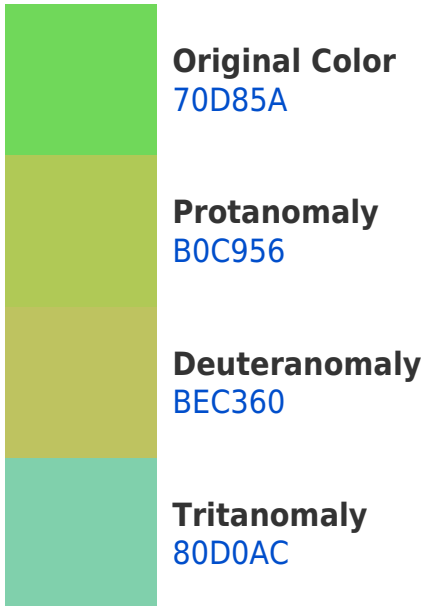 Original Color
70D85A
Protanomaly
B0C956
Deuteranomaly
BEC360
Tritanomaly
80D0AC